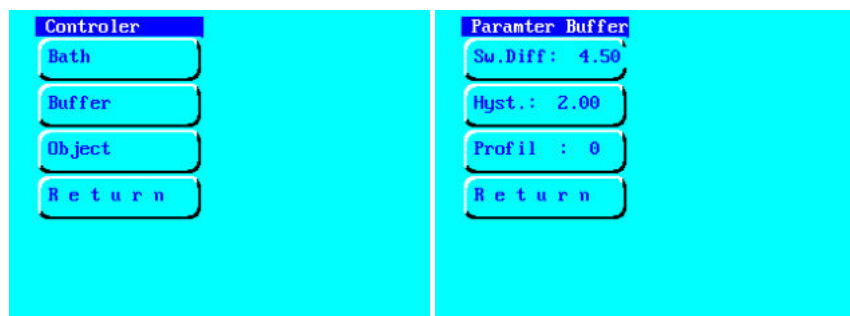 Controler
Bath
Buffer
Object
R e t u r n
Paramter Buffer
Sw.Diff: 4.50
Hyst.: 2.00
Profil : 0
R e t u r n